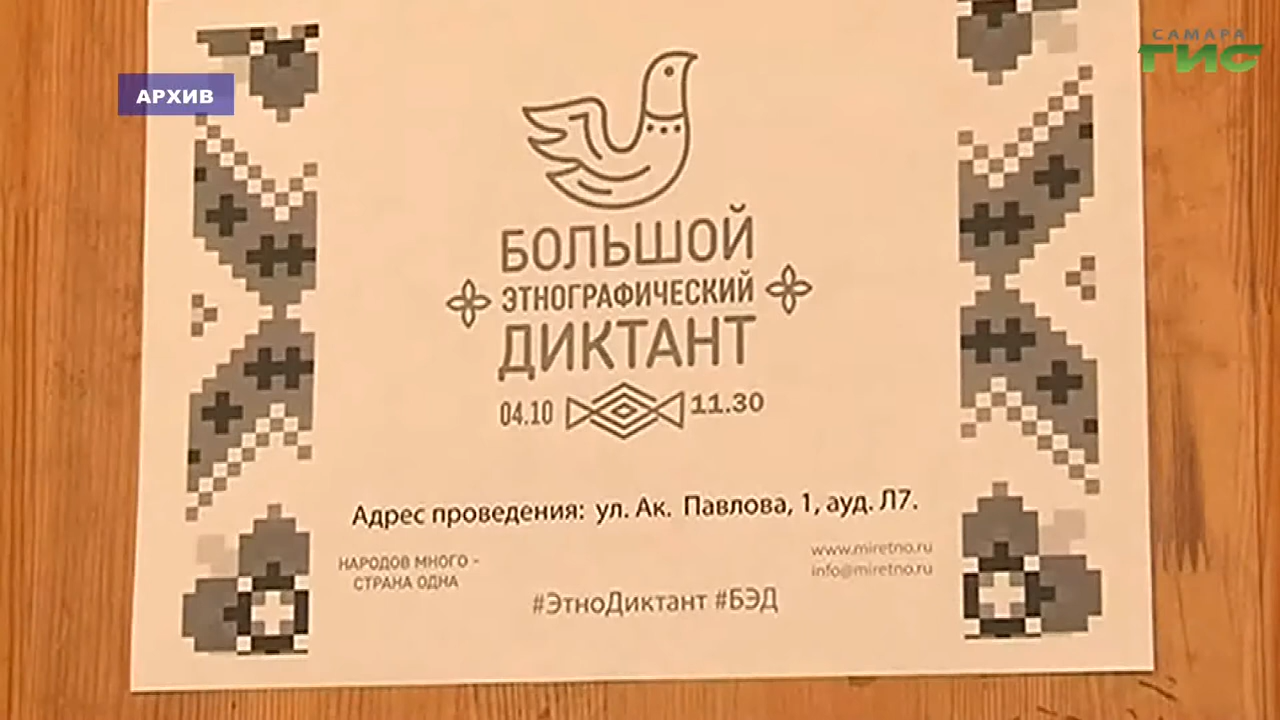 САМАРА
ГИС
АРХИВ
БОЛЬШОЙ
ЭТНОГРАФИЧЕСКИЙ
ДИКТАНТ
04.10 11.30
Адрес проведения: ул. Ак. Павлова, 1, ауд. Л7.
НАРОДОВ МНОГО -
СТРАНА ОДНА
www.miretno.ru
info@miretno.ru
#ЭтноДиктант #БЭД